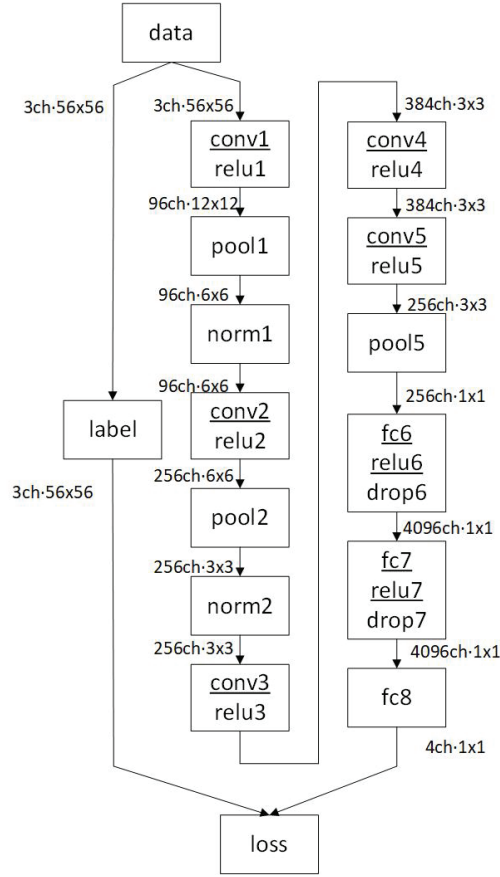 data
3ch·56x56
3ch·56x56
conv1
relu1
96ch·12x12
pool1
96ch·6x6
norm1
96ch·6x6
conv2
relu2
256ch·6x6
pool2
256ch·3x3
norm2
256ch·3x3
conv3
relu3
label
3ch·56x56
384ch·3x3
conv4
relu4
384ch·3x3
conv5
relu5
256ch·3x3
pool5
256ch·1x1
fc6
relu6
drop6
4096ch·1x1
fc7
relu7
drop7
4096ch·1x1
fc8
4ch·1x1
loss